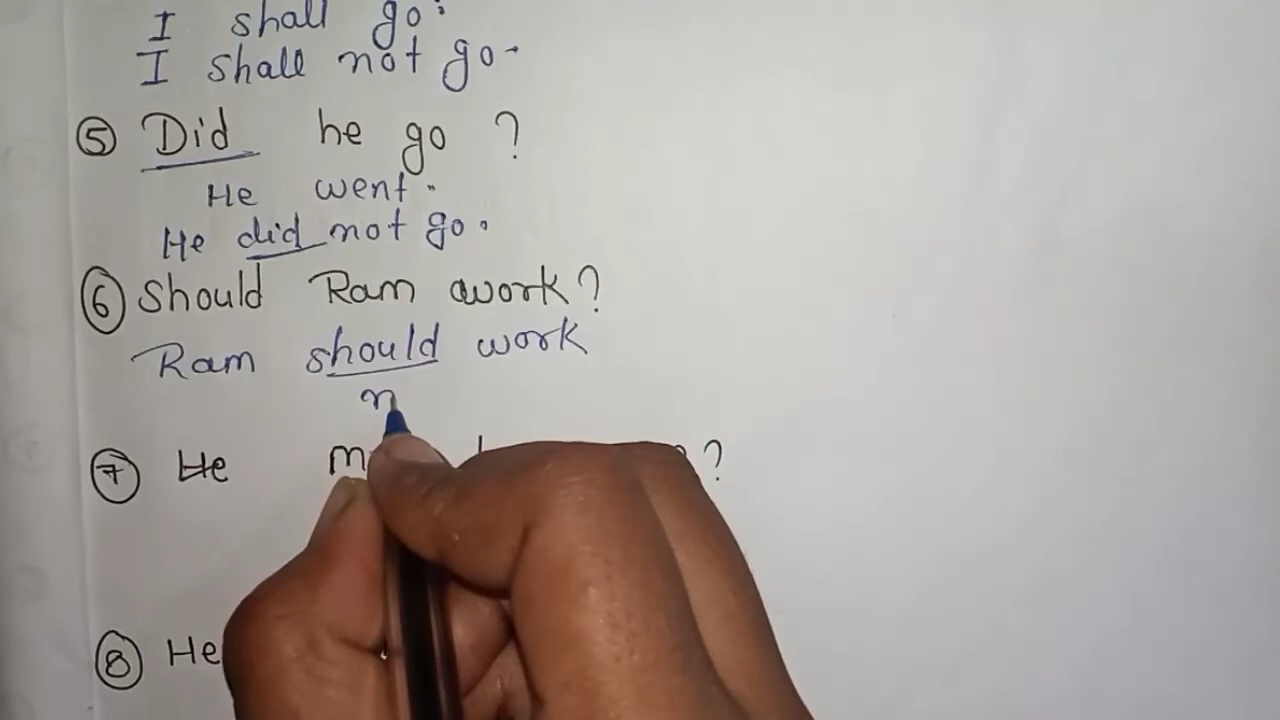 I shall go.
I shall not go.
⑤ Did he go ?
He went.
He did not go.
⑥ Should Ram work?
Ram should work
n
⑦ He ?
⑧ He